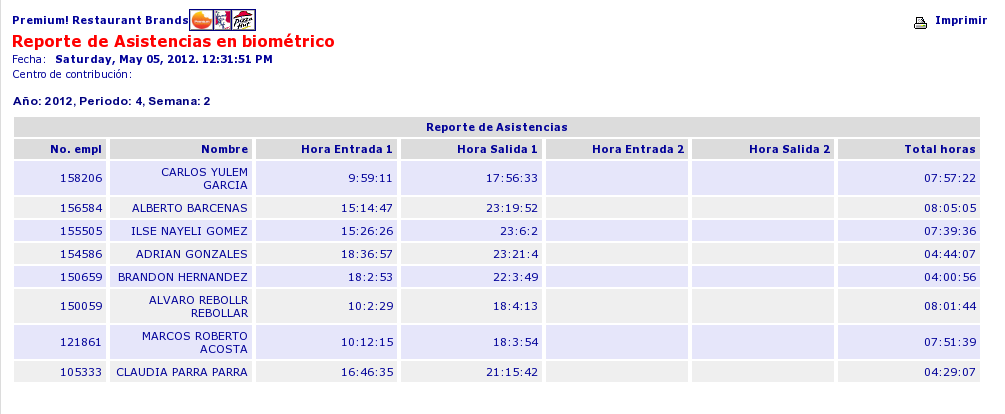 Premium! Restaurant Brands
Imprimir
Reporte de Asistencias en biométrico
Fecha: Saturday, May 05, 2012. 12:31:51 PM
Centro de contribución:
Año: 2012, Periodo: 4, Semana: 2
Reporte de Asistencias
No. empl Nombre Hora Entrada 1 Hora Salida 1 Hora Entrada 2 Hora Salida 2 Total horas
158206 CARLOS YULEM GARCIA 9:59:11 17:56:33 07:57:22
156584 ALBERTO BARCENAS 15:14:47 23:19:52 08:05:05
155505 ILSE NAYELI GOMEZ 15:26:26 23:6:2 07:39:36
154586 ADRIAN GONZALES 18:36:57 23:21:4 04:44:07
150659 BRANDON HERNANDEZ 18:2:53 22:3:49 04:00:56
150059 ALVARO REBOLLR REBOLLAR 10:2:29 18:4:13 08:01:44
121861 MARCOS ROBERTO ACOSTA 10:12:15 18:3:54 07:51:39
105333 CLAUDIA PARRA PARRA 16:46:35 21:15:42 04:29:07